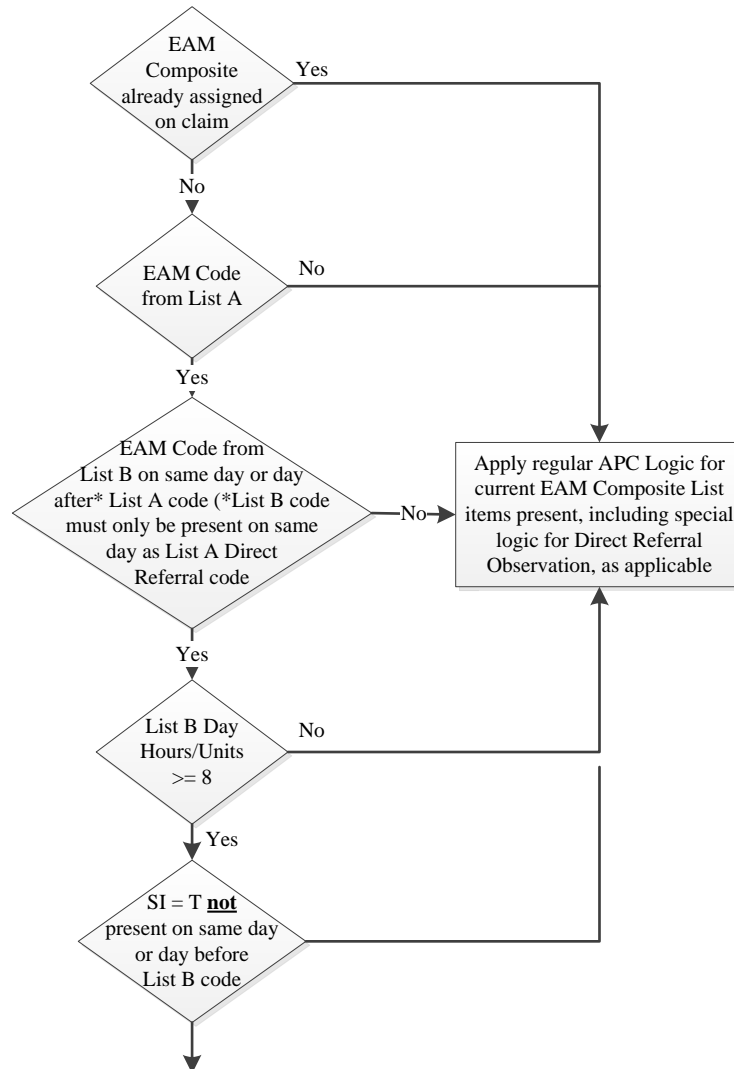 EAM
Composite
already assigned
on claim
Yes
No
EAM Code
from List A
No
Yes
EAM Code from
List B on same day or day
after* List A code (*List B code
must only be present on same
day as List A Direct
Referral code
No
Apply regular APC Logic for
current EAM Composite List
items present, including special
logic for Direct Referral
Observation, as applicable
Yes
List B Day
Hours/Units
>= 8
No
Yes
SI = T not
present on same day
or day before
List B code